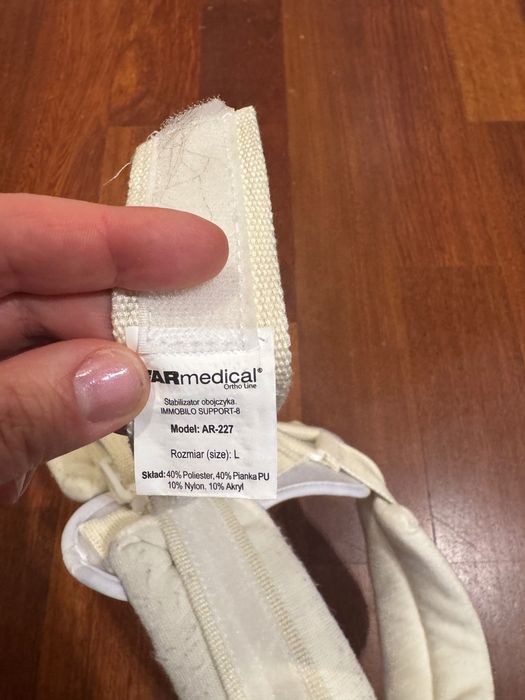 ARmedical®
Ortho Line
Stabilizator obojczyka.
IMMOBILO SUPPORT-8
Model: AR-227
Rozmiar (size): L
Skład: 40% Poliester, 40% Pianka PU
10% Nylon. 10% Akryl